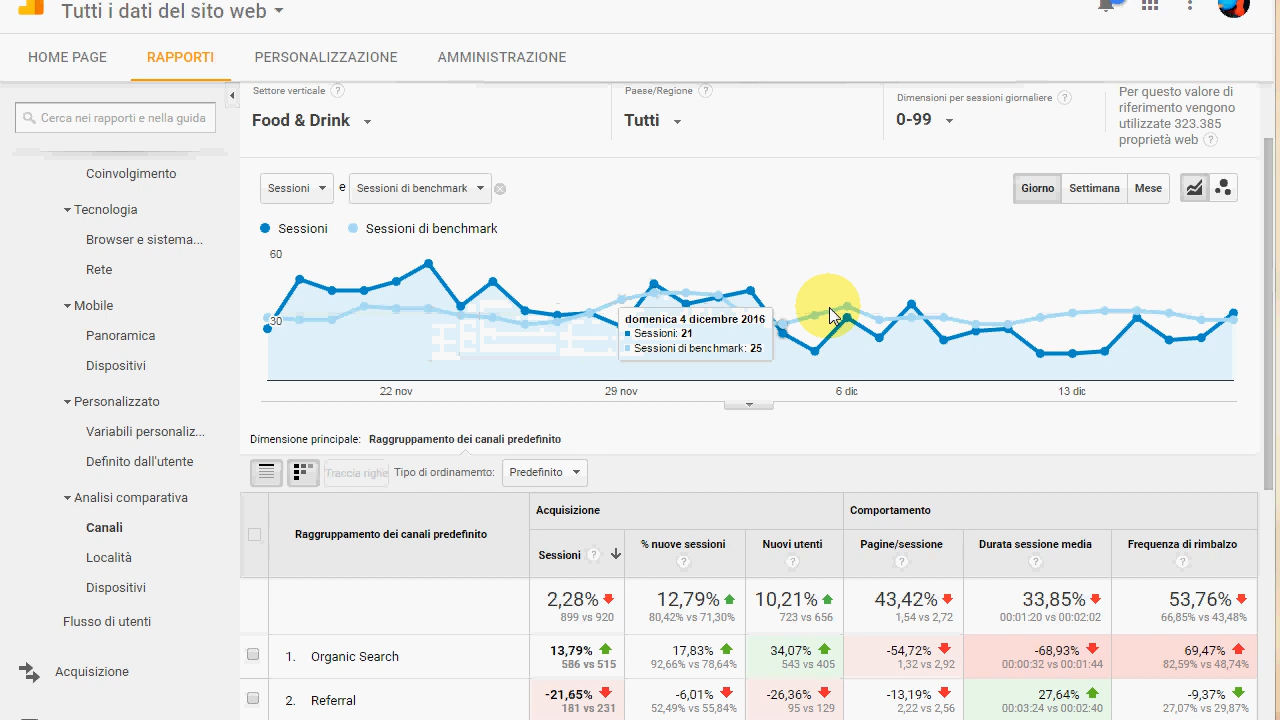 Tutti i dati del sito web
HOME PAGE
RAPPORTI
PERSONALIZZAZIONE
AMMINISTRAZIONE
Cerca nei rapporti e nella guida
Coinvolgimento
Tecnologia
Browser e sistema...
Rete
Mobile
Panoramica
Dispositivi
Personalizzato
Variabili personaliz...
Definito dall'utente
Analisi comparativa
Canali
Località
Dispositivi
Flusso di utenti
Acquisizione
Settore verticale ?
Food & Drink
Paese/Regione ?
Tutti
Dimensioni per sessioni giornaliere ?
0-99
Per questo valore di
riferimento vengono
utilizzate 323.385
proprietà web ?
Sessioni e Sessioni di benchmark
Giorno Settimana Mese
Sessioni Sessioni di benchmark
60
30
domenica 4 dicembre 2016
Sessioni: 21
Sessioni di benchmark: 25
22 nov 29 nov 6 dic 13 dic
Dimensione principale: Raggruppamento dei canali predefinito
Traccia righe Tipo di ordinamento: Predefinito
Acquisizione Comportamento
Raggruppamento dei canali predefinito
Sessioni ?
% nuove sessioni ?
Nuovi utenti ?
Pagine/sessione ?
Durata sessione media ?
Frequenza di rimbalzo ?
2,28% 12,79% 10,21% 43,42% 33,85% 53,76%
899 vs 920 80,42% vs 71,30% 723 vs 656 1,54 vs 2,72 00:01:20 vs 00:02:02 66,85% vs 43,48%
1. Organic Search 13,79% 17,83% 34,07% -54,72% -68,93% 69,47%
586 vs 515 92,66% vs 78,64% 543 vs 405 1,32 vs 2,92 00:00:32 vs 00:01:44 82,59% vs 48,74%
2. Referral -21,65% -6,01% -26,36% -13,19% 27,64% -9,37%
181 vs 231 52,49% vs 55,84% 95 vs 129 2,22 vs 2,56 00:03:24 vs 00:02:40 27,07% vs 29,87%